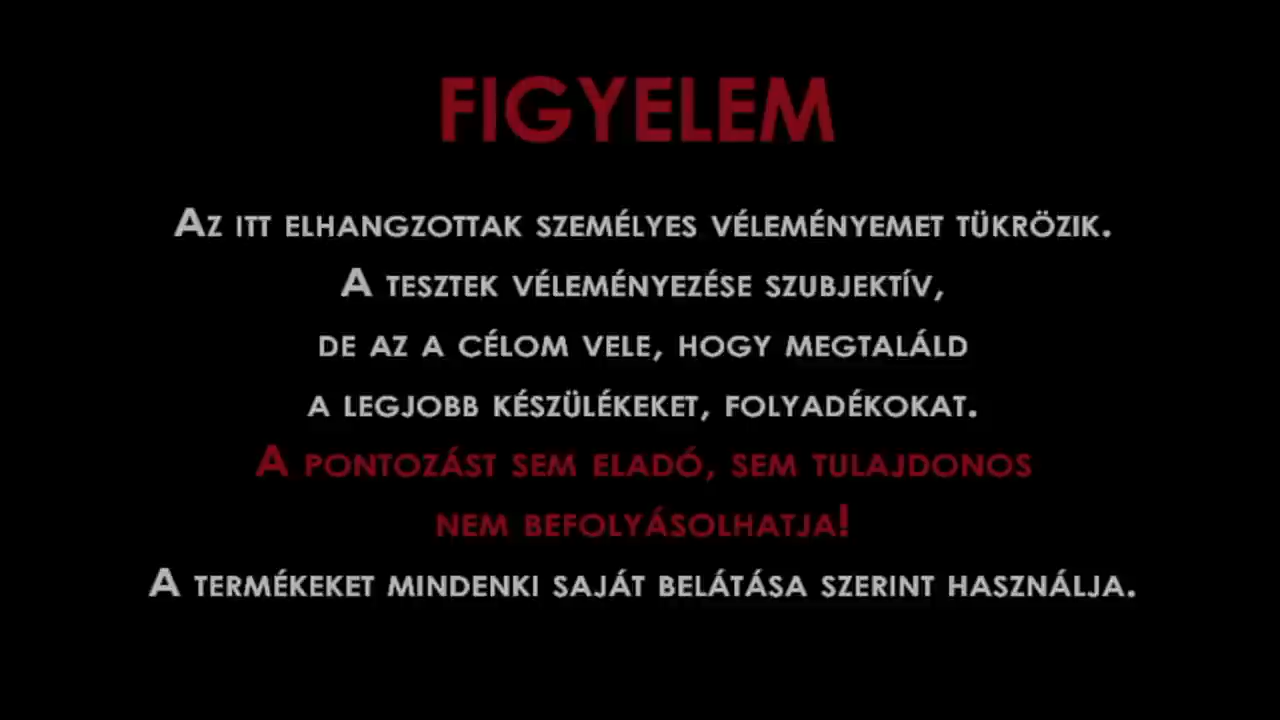 FIGYELEM
Az itt elhangzottak személyes véleményemet tükrözik.
A tesztek véleményezése szubjektív,
de az a célom vele, hogy megtaláld
a legjobb készülékeket, folyadékokat.
A pontozást sem eladó, sem tulajdonos
nem befolyásolhatja!
A termékeket mindenki saját belátása szerint használja.